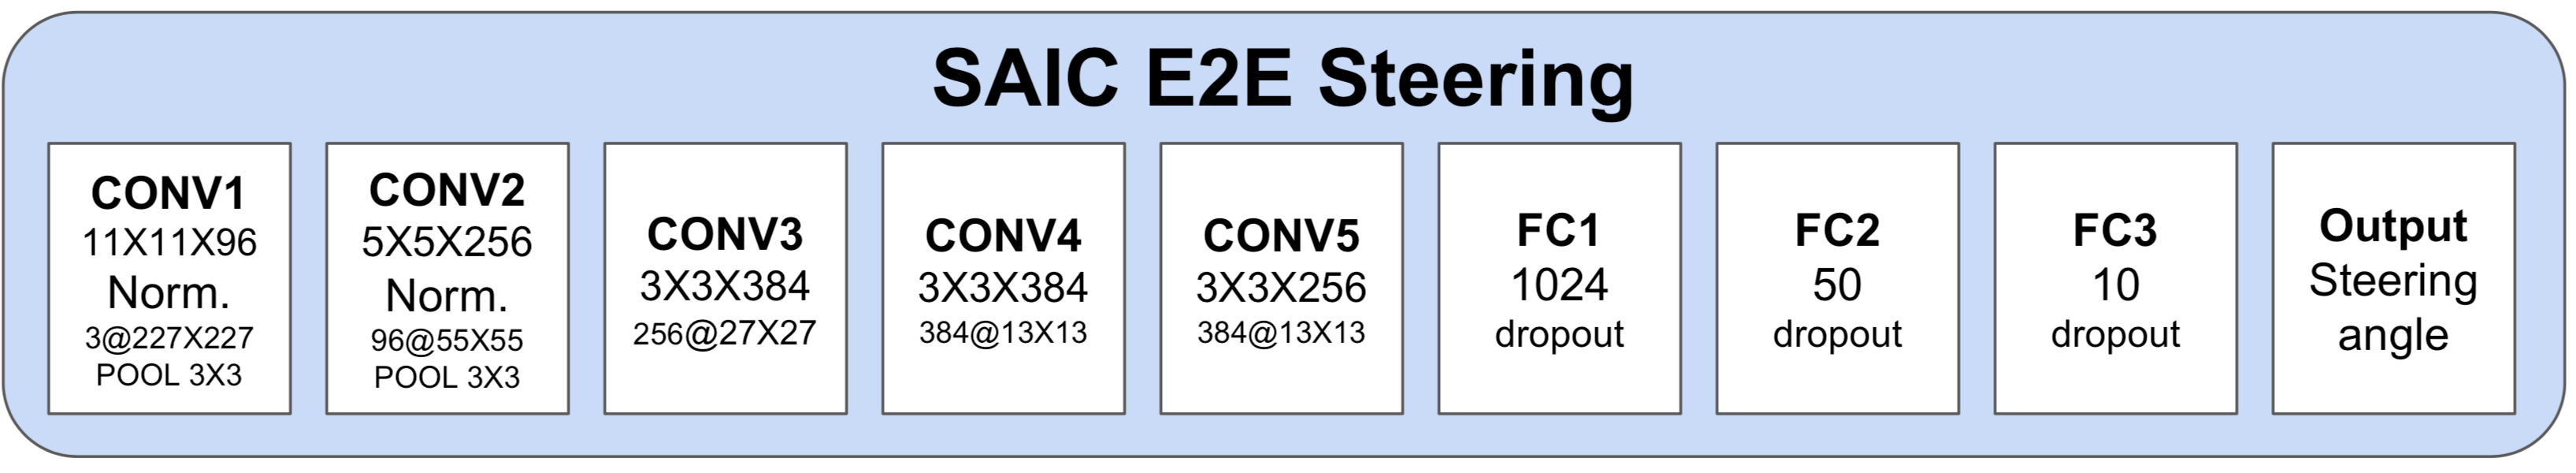 SAIC E2E Steering
CONV1
11X11X96
Norm.
3@227X227
POOL 3X3
CONV2
5X5X256
Norm.
96@55X55
POOL 3X3
CONV3
3X3X384
256@27X27
CONV4
3X3X384
384@13X13
CONV5
3X3X256
384@13X13
FC1
1024
dropout
FC2
50
dropout
FC3
10
dropout
Output
Steering
angle